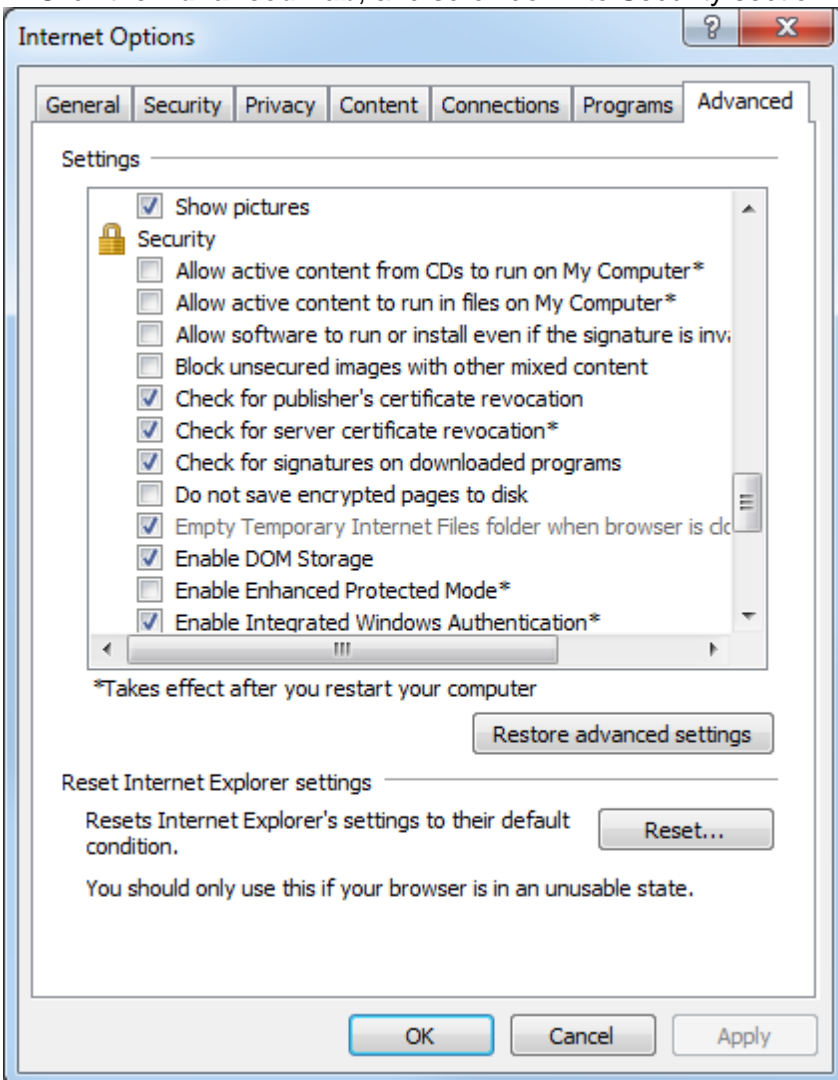 Internet Options
General Security Privacy Content Connections Programs Advanced
Settings
Show pictures
Security
Allow active content from CDs to run on My Computer*
Allow active content to run in files on My Computer*
Allow software to run or install even if the signature is
Block unsecured images with other mixed content
Check for publisher's certificate revocation
Check for server certificate revocation*
Check for signatures on downloaded programs
Do not save encrypted pages to disk
Empty Temporary Internet Files folder when browser is
Enable DOM Storage
Enable Enhanced Protected Mode*
Enable Integrated Windows Authentication*
*Takes effect after you restart your computer
Restore advanced settings
Reset Internet Explorer settings
Resets Internet Explorer's settings to their default
condition.
Reset...
You should only use this if your browser is in an unusable state.
OK Cancel Apply